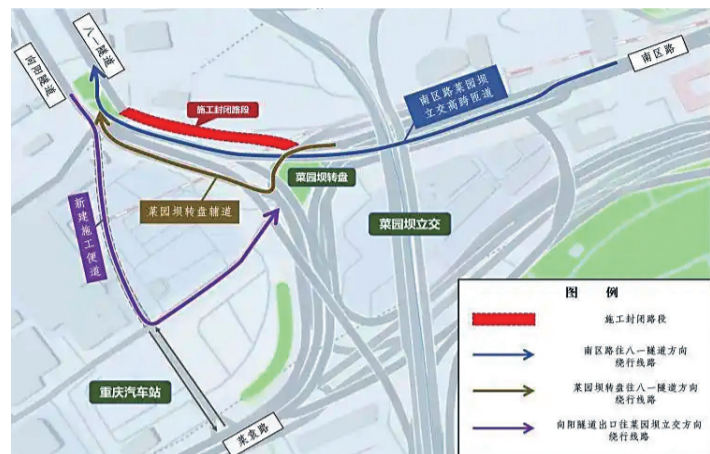 八一隧道
向阳隧道
南区路
施工封闭路段
南区路菜园坝
立交高跨匝道
菜园坝转盘
菜园坝转盘辅道
菜园坝立交
新建施工便道
重庆汽车站
菜袁路
图 例
施工封闭路段
南区路往八一隧道方向
绕行线路
菜园坝转盘往八一隧道方向
绕行线路
向阳隧道出口往菜园坝立交方向
绕行线路